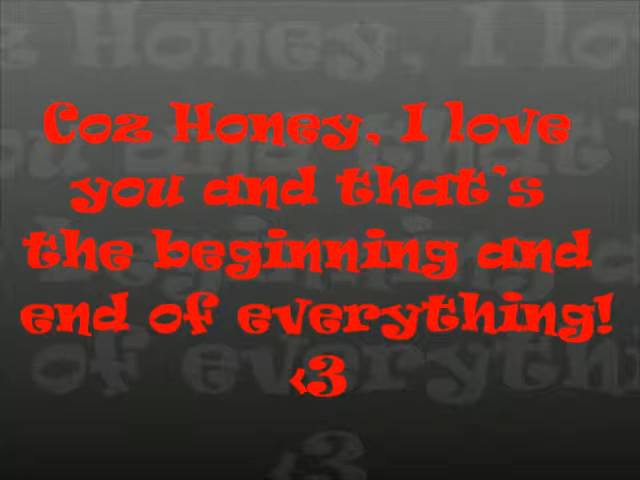 Coz Honey, I love
you and that's
the beginning and
end of everything!
<3